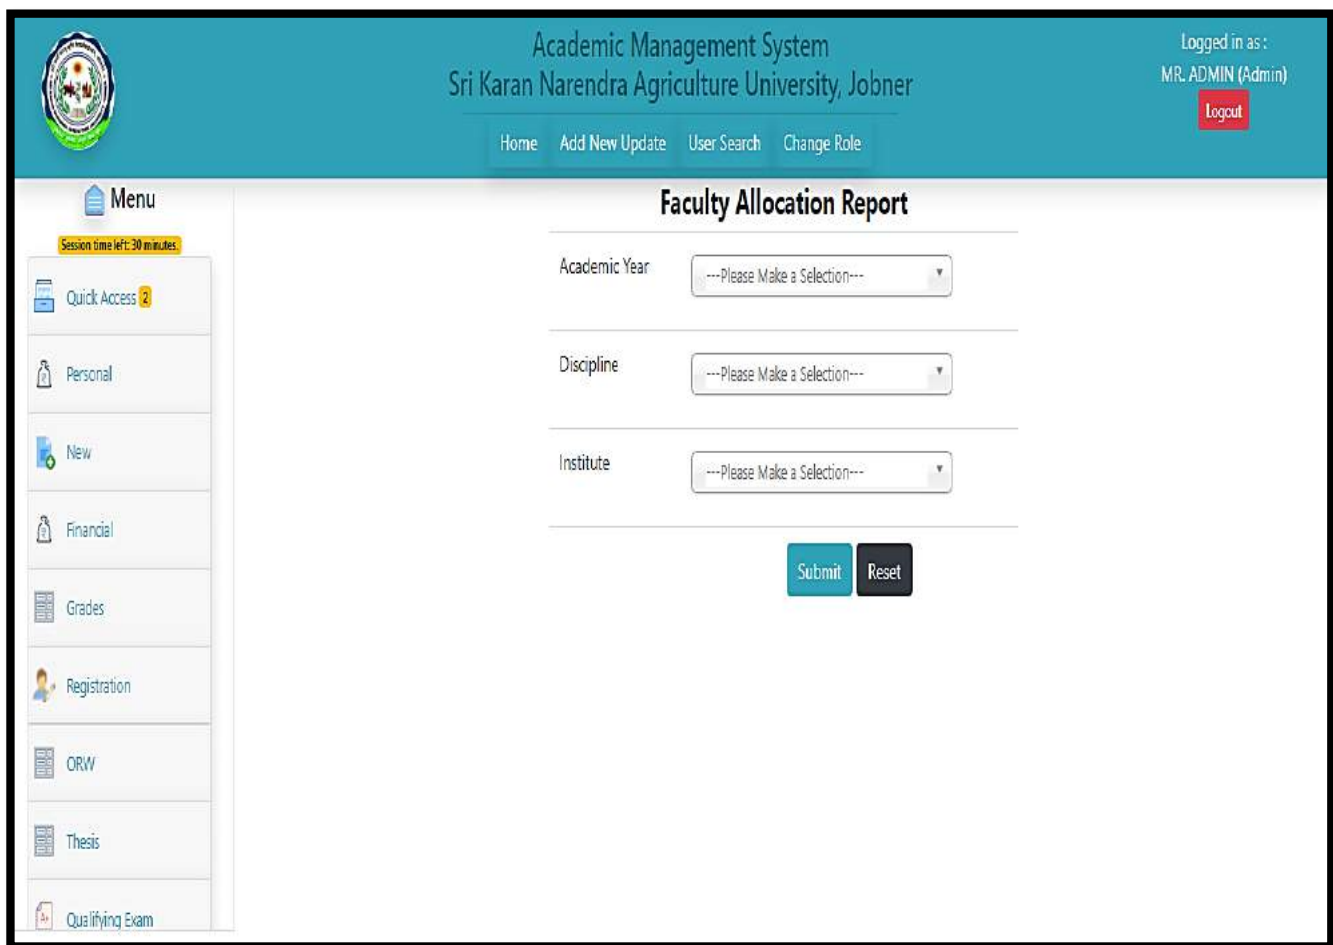 Academic Management System
Sri Karan Narendra Agriculture University, Jobner
Logged in as :
MR. ADMIN (Admin)
Logout
Home Add New Update User Search Change Role
Menu
Session time left: 30 minutes.
Quick Access 2
Personal
New
Financial
Grades
Registration
ORW
Thesis
Qualifying Exam
Faculty Allocation Report
Academic Year ---Please Make a Selection---
Discipline ---Please Make a Selection---
Institute ---Please Make a Selection---
Submit Reset